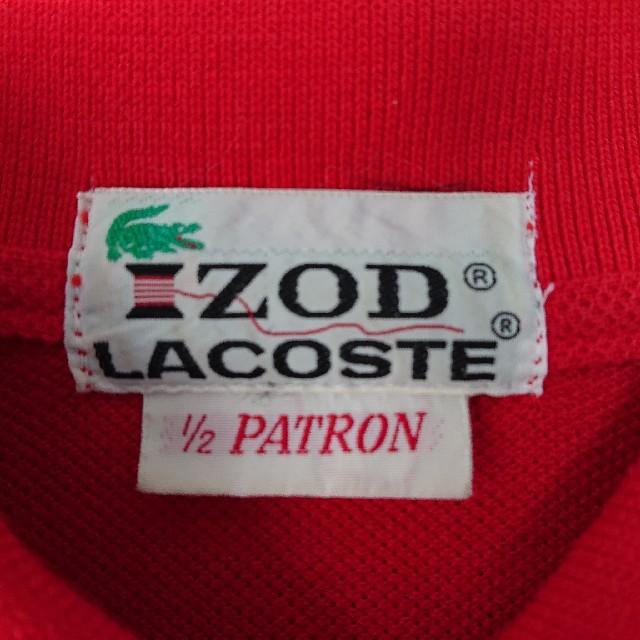 IZOD®
LACOSTE®
1/2 PATRON